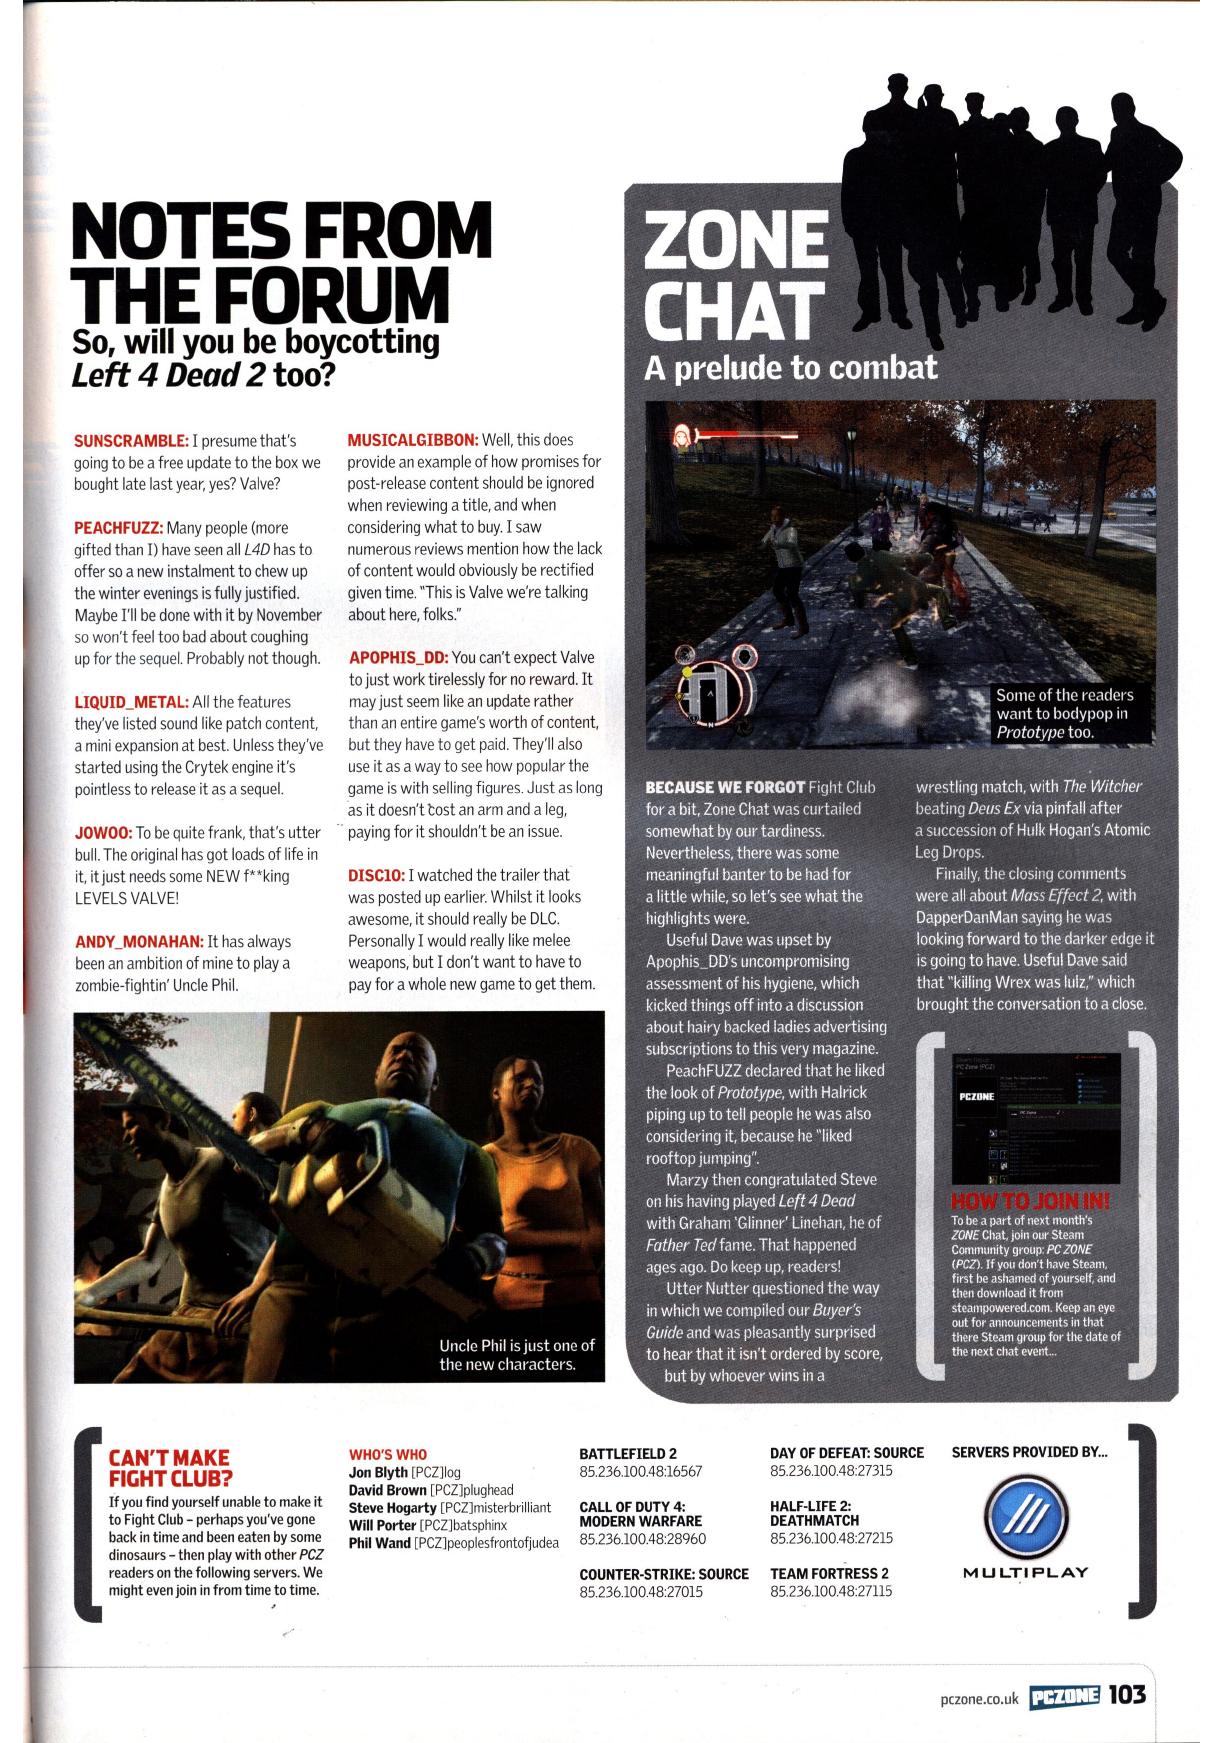 NOTES FROM
THE FORUM
So, will you be boycotting
Left 4 Dead 2 too?
SUNSCRAMBLE: I presume that's
going to be a free update to the box we
bought late last year, yes? Valve?
PEACHFUZZ: Many people (more
gifted than I) have seen all L4D has to
offer so a new instalment to chew up
the winter evenings is fully justified.
Maybe I'll be done with it by November
so won't feel too bad about coughing
up for the sequel. Probably not though.
LIQUID_METAL: All the features
they've listed sound like patch content,
a mini expansion at best. Unless they've
started using the Crytek engine it's
pointless to release it as a sequel.
JOWOO: To be quite frank, that's utter
bull. The original has got loads of life in
it, it just needs some NEW f**king
LEVELS VALVE!
ANDY_MONAHAN: It has always
been an ambition of mine to play a
zombie-fightin' Uncle Phil.
MUSICALGIBBON: Well, this does
provide an example of how promises for
post-release content should be ignored
when reviewing a title, and when
considering what to buy. I saw
numerous reviews mention how the lack
of content would obviously be rectified
given time. "This is Valve we're talking
about here, folks."
APOPHIS_DD: You can't expect Valve
to just work tirelessly for no reward. It
may just seem like an update rather
than an entire game's worth of content,
but they have to get paid. They'll also
use it as a way to see how popular the
game is with selling figures. Just as long
as it doesn't cost an arm and a leg,
paying for it shouldn't be an issue.
DISC10: I watched the trailer that
was posted up earlier. Whilst it looks
awesome, it should really be DLC.
Personally I would really like melee
weapons, but I don't want to have to
pay for a whole new game to get them.
Uncle Phil is just one of
the new characters.
ZONE
CHAT
A prelude to combat
Some of the readers
want to bodypop in
Prototype too.
BECAUSE WE FORGOT Fight Club
for a bit, Zone Chat was curtailed
somewhat by our tardiness.
Nevertheless, there was some
meaningful banter to be had for
a little while, so let's see what the
highlights were.
Useful Dave was upset by
Apophis_DD's uncompromising
assessment of his hygiene, which
kicked things off into a discussion
about hairy backed ladies advertising
subscriptions to this very magazine.
PeachFUZZ declared that he liked
the look of Prototype, with Halrick
piping up to tell people he was also
considering it, because he "liked
rooftop jumping".
Marzy then congratulated Steve
on his having played Left 4 Dead
with Graham 'Glinner' Linehan, he of
Father Ted fame. That happened
ages ago. Do keep up, readers!
Utter Nutter questioned the way
in which we compiled our Buyer's
Guide and was pleasantly surprised
to hear that it isn't ordered by score,
but by whoever wins in a
wrestling match, with The Witcher
beating Deus Ex via pinfall after
a succession of Hulk Hogan's Atomic
Leg Drops.
Finally, the closing comments
were all about Mass Effect 2, with
DapperDanMan saying he was
looking forward to the darker edge it
is going to have. Useful Dave said
that "killing Wrex was lulz," which
brought the conversation to a close.
PC Zone (PCZ)
PCZONE
HOW TO JOIN IN!
To be a part of next month's
ZONE Chat, join our Steam
Community group: PC ZONE
(PCZ). If you don't have Steam,
first be ashamed of yourself, and
then download it from
steampowered.com. Keep an eye
out for announcements in that
there Steam group for the date of
the next chat event...
CAN'T MAKE
FIGHT CLUB?
If you find yourself unable to make it
to Fight Club – perhaps you've gone
back in time and been eaten by some
dinosaurs – then play with other PCZ
readers on the following servers. We
might even join in from time to time.
WHO'S WHO
Jon Blyth [PCZ]log
David Brown [PCZ]plughead
Steve Hogarty [PCZ]misterbrilliant
Will Porter [PCZ]batsphinx
Phil Wand [PCZ]peoplesfrontofjudea
BATTLEFIELD 2
85.236.100.48:16567
CALL OF DUTY 4:
MODERN WARFARE
85.236.100.48:28960
COUNTER-STRIKE: SOURCE
85.236.100.48:27015
DAY OF DEFEAT: SOURCE
85.236.100.48:27315
HALF-LIFE 2:
DEATHMATCH
85.236.100.48:27215
TEAM FORTRESS 2
85.236.100.48:27115
SERVERS PROVIDED BY...
MULTIPLAY
pczone.co.uk PCZONE 103